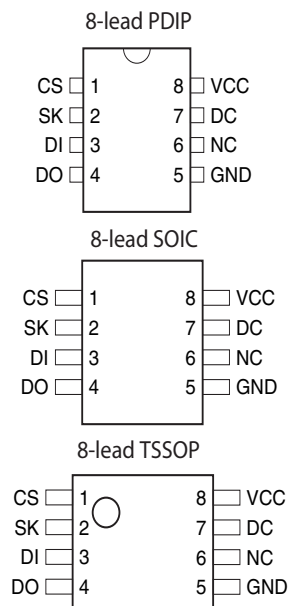 8-lead PDIP
CS 1 8 VCC
SK 2 7 DC
DI 3 6 NC
DO 4 5 GND
8-lead SOIC
CS 1 8 VCC
SK 2 7 DC
DI 3 6 NC
DO 4 5 GND
8-lead TSSOP
CS 1 8 VCC
SK 2 7 DC
DI 3 6 NC
DO 4 5 GND